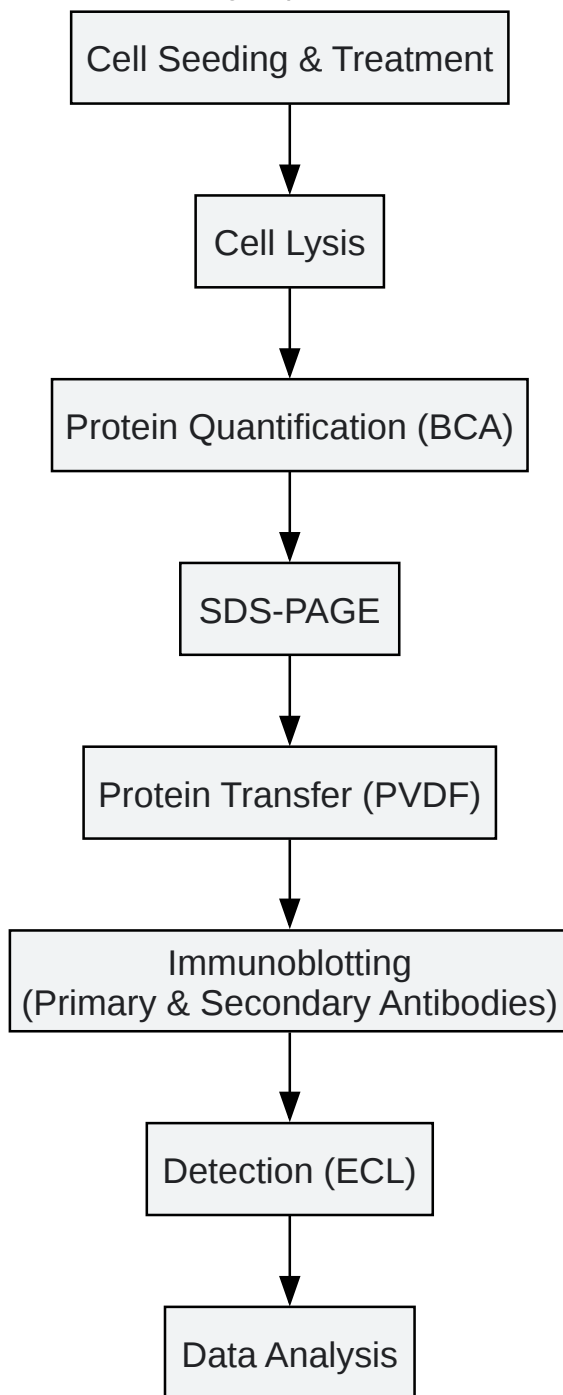 Cell Seeding & Treatment
Cell Lysis
Protein Quantification (BCA)
SDS-PAGE
Protein Transfer (PVDF)
Immunoblotting
(Primary & Secondary Antibodies)
Detection (ECL)
Data Analysis